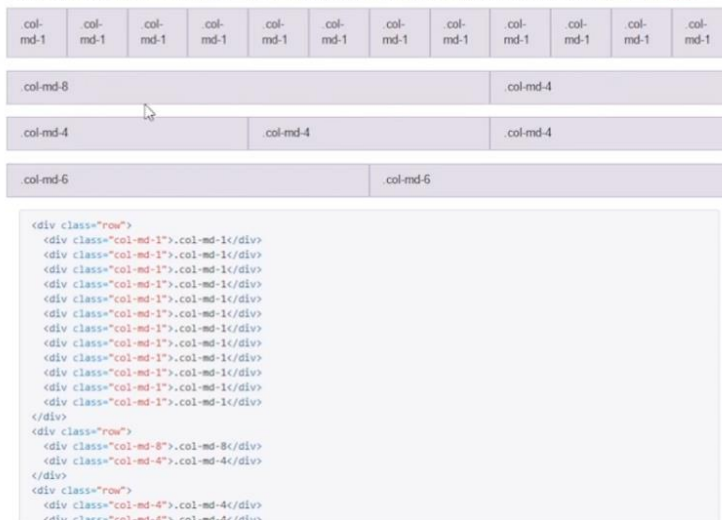 .col- .col- .col- .col- .col- .col- .col- .col- .col- .col- .col- .col-
md-1 md-1 md-1 md-1 md-1 md-1 md-1 md-1 md-1 md-1 md-1 md-1
.col-md-8 .col-md-4
.col-md-4 .col-md-4 .col-md-4
.col-md-6 .col-md-6
<div class="row">
<div class="col-md-1">.col-md-1</div>
<div class="col-md-1">.col-md-1</div>
<div class="col-md-1">.col-md-1</div>
<div class="col-md-1">.col-md-1</div>
<div class="col-md-1">.col-md-1</div>
<div class="col-md-1">.col-md-1</div>
<div class="col-md-1">.col-md-1</div>
<div class="col-md-1">.col-md-1</div>
<div class="col-md-1">.col-md-1</div>
<div class="col-md-1">.col-md-1</div>
<div class="col-md-1">.col-md-1</div>
<div class="col-md-1">.col-md-1</div>
</div>
<div class="row">
<div class="col-md-8">.col-md-8</div>
<div class="col-md-4">.col-md-4</div>
</div>
<div class="row">
<div class="col-md-4">.col-md-4</div>
<div class="col-md-4">.col-md-4</div>